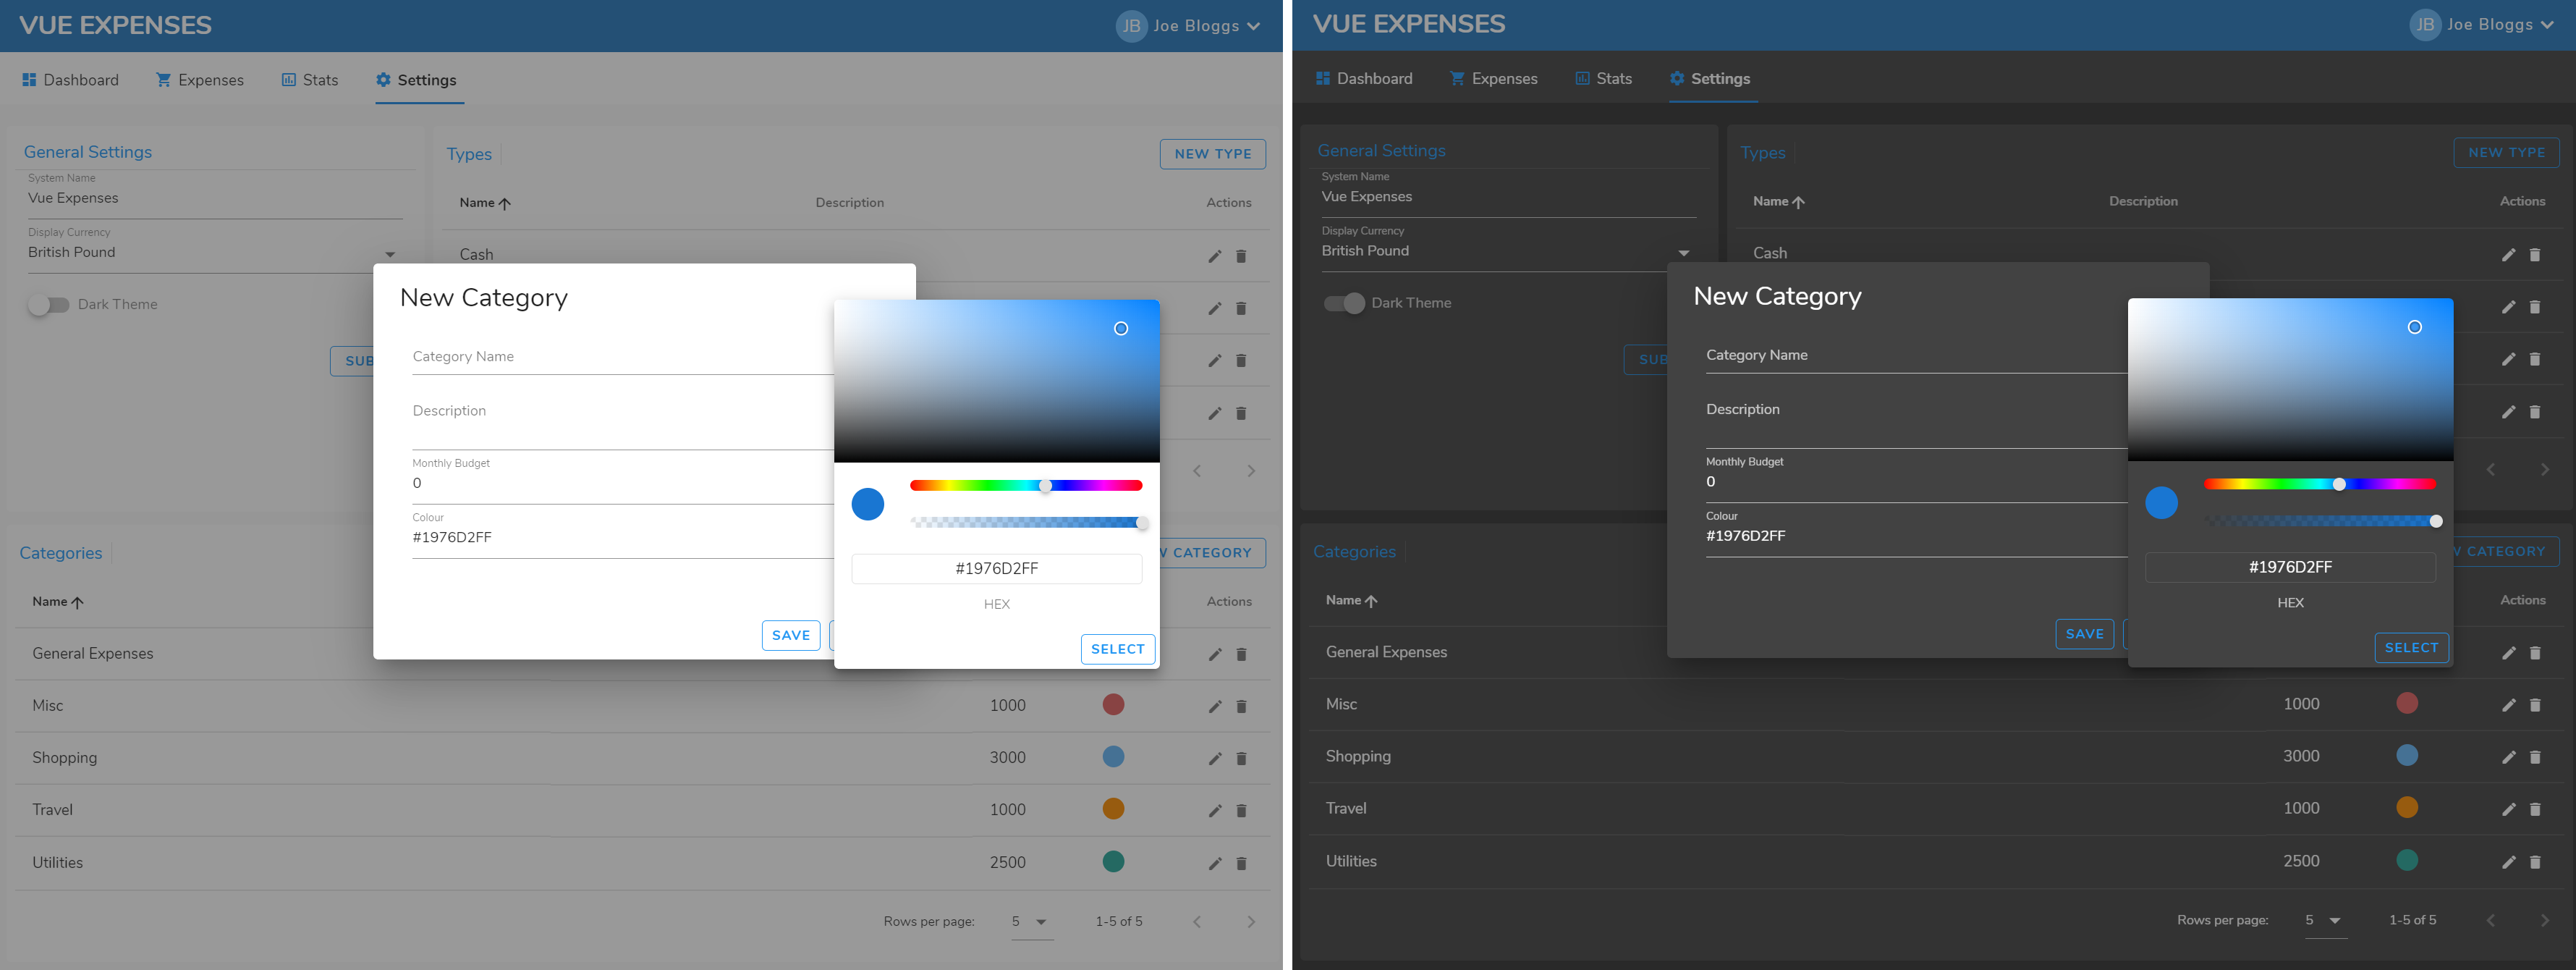 VUE EXPENSES
JB Joe Bloggs
Dashboard Expenses Stats Settings
General Settings
System Name
Vue Expenses
Display Currency
British Pound
Dark Theme
SUB
Types
NEW TYPE
Name Description Actions
Cash
New Category
Category Name
Description
Monthly Budget
0
Colour
#1976D2FF
SAVE
#1976D2FF
HEX
SELECT
Categories
W CATEGORY
Name Actions
General Expenses
Misc 1000
Shopping 3000
Travel 1000
Utilities 2500
Rows per page: 5 1-5 of 5
VUE EXPENSES
JB Joe Bloggs
Dashboard Expenses Stats Settings
General Settings
System Name
Vue Expenses
Display Currency
British Pound
Dark Theme
SUB
Types
NEW TYPE
Name Description Actions
Cash
New Category
Category Name
Description
Monthly Budget
0
Colour
#1976D2FF
SAVE
#1976D2FF
HEX
SELECT
Categories
W CATEGORY
Name Actions
General Expenses
Misc 1000
Shopping 3000
Travel 1000
Utilities 2500
Rows per page: 5 1-5 of 5